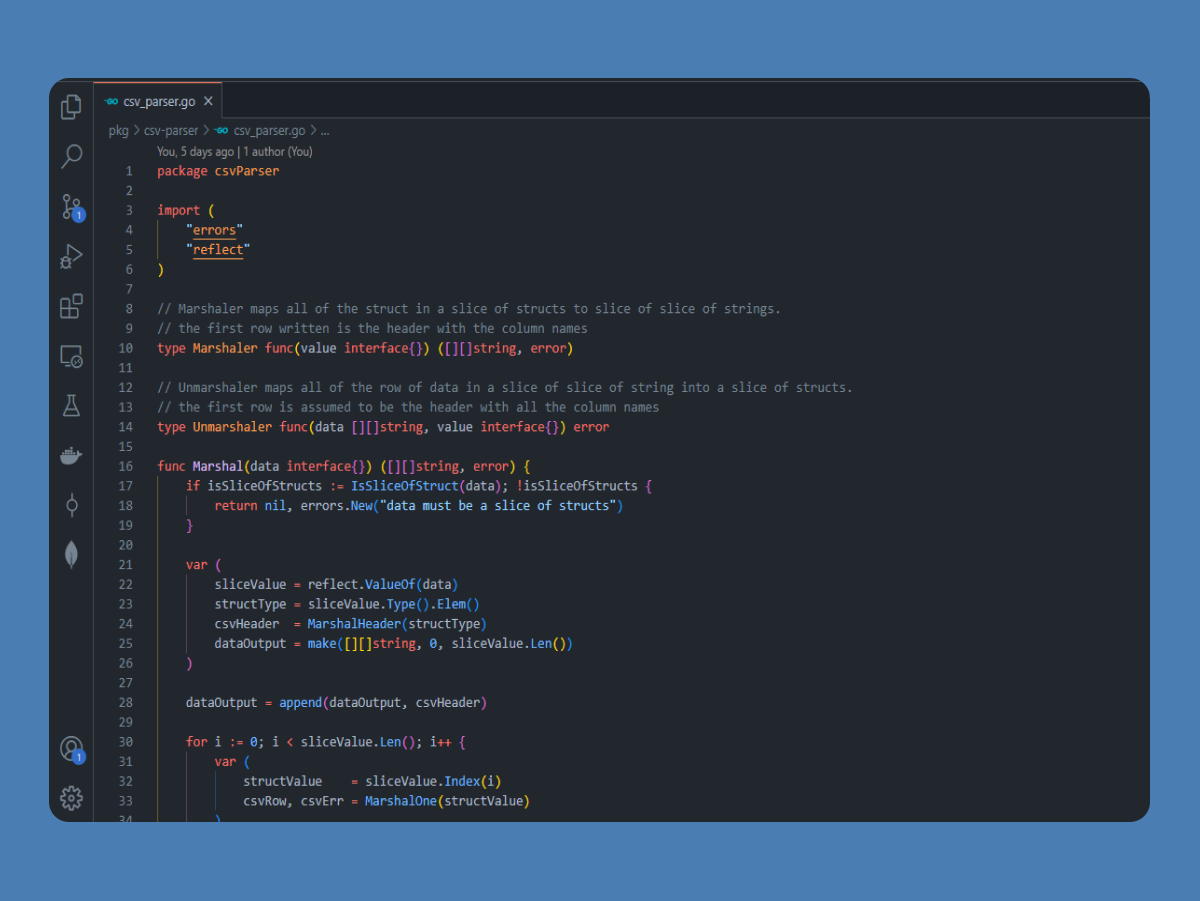 GO csv_parser.go ×
pkg > csv-parser > GO csv_parser.go > ...
You, 5 days ago | 1 author (You)
1 package csvParser
2
3 import (
4     "errors"
5     "reflect"
6 )
7
8 // Marshaler maps all of the struct in a slice of structs to slice of slice of strings.
9 // the first row written is the header with the column names
10 type Marshaler func(value interface{}) ([][]string, error)
11
12 // Unmarshaler maps all of the row of data in a slice of slice of string into a slice of structs.
13 // the first row is assumed to be the header with all the column names
14 type Unmarshaler func(data [][]string, value interface{}) error
15
16 func Marshal(data interface{}) ([][]string, error) {
17     if isSliceOfStructs := IsSliceOfStruct(data); !isSliceOfStructs {
18         return nil, errors.New("data must be a slice of structs")
19     }
20
21     var (
22         sliceValue = reflect.ValueOf(data)
23         structType = sliceValue.Type().Elem()
24         csvHeader  = MarshalHeader(structType)
25         dataOutput = make([][]string, 0, sliceValue.Len())
26     )
27
28     dataOutput = append(dataOutput, csvHeader)
29
30     for i := 0; i < sliceValue.Len(); i++ {
31         var (
32             structValue    = sliceValue.Index(i)
33             csvRow, csvErr = MarshalOne(structValue)
34         )
1
1